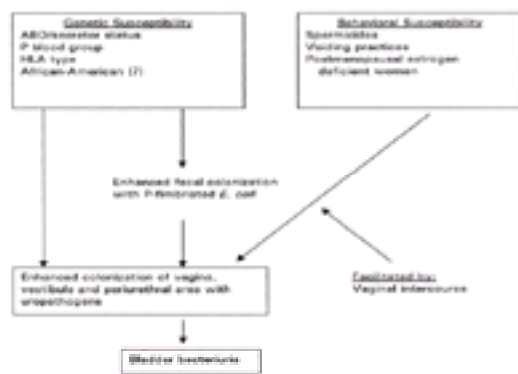 Genetic Susceptibility
ABO/secretor status
P blood group
HLA type
African-American (?)
Behavioral Susceptibility
Spermicides
Voiding practices
Postmenopausal estrogen
deficient women
Enhanced fecal colonization
with P-fimbriated E. coli
Enhanced colonization of vagina,
vestibule and periurethral area with
uropathogens
Facilitated by:
Vaginal intercourse
Bladder bacteriuria